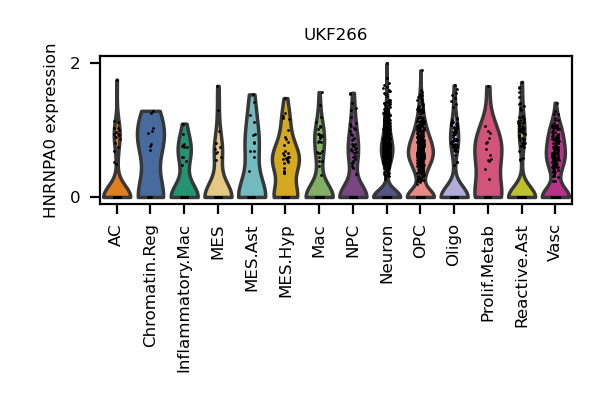 UKF266
HNRNPA0 expression
2
0
AC
Chromatin.Reg
Inflammatory.Mac
MES
MES.Ast
MES.Hyp
Mac
NPC
Neuron
OPC
Oligo
Prolif.Metab
Reactive.Ast
Vasc